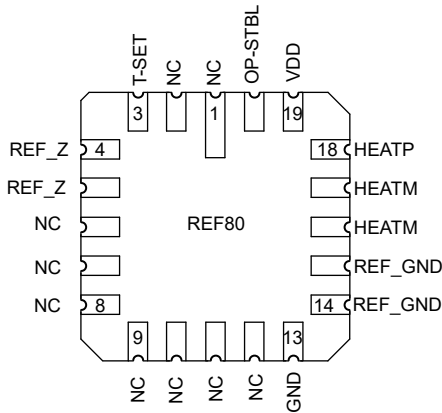 T-SET
NC
NC
OP-STBL
VDD
3
1
19
REF_Z 4
18 HEATP
REF_Z
HEATM
NC
REF80
HEATM
NC
REF_GND
NC 8
14 REF_GND
9
13
NC
NC
NC
NC
GND